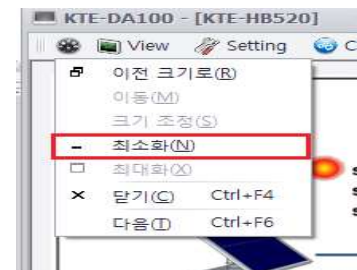 KTE-DA100 - [KTE-HB520]
View Setting
이전 크기로(R)
이동(M)
크기 조정(S)
최소화(N)
최대화(X)
닫기(C) Ctrl+F4
다음(T) Ctrl+F6